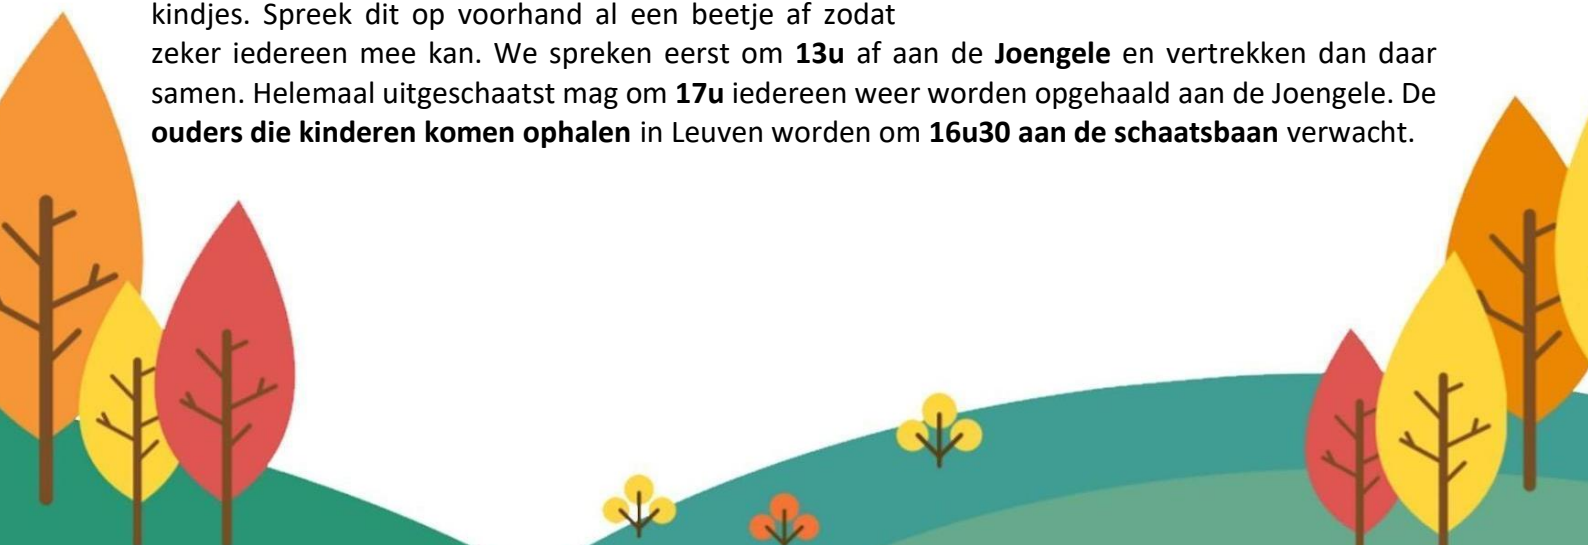 kindjes. Spreek dit op voorhand al een beetje af zodat
zeker iedereen mee kan. We spreken eerst om 13u af aan de Joengele en vertrekken dan daar
samen. Helemaal uitgeschaatst mag om 17u iedereen weer worden opgehaald aan de Joengele. De
ouders die kinderen komen ophalen in Leuven worden om 16u30 aan de schaatsbaan verwacht.